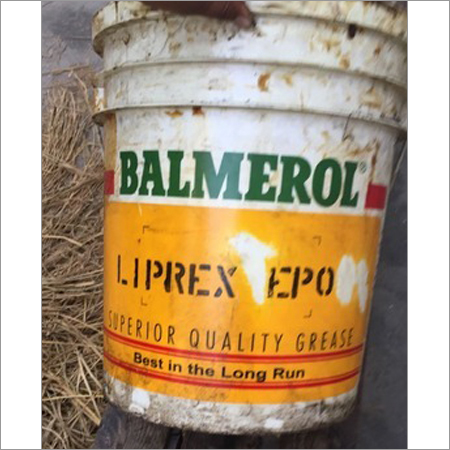 BALMEROL®
LIPREX EPO
SUPERIOR QUALITY GREASE
Best in the Long Run